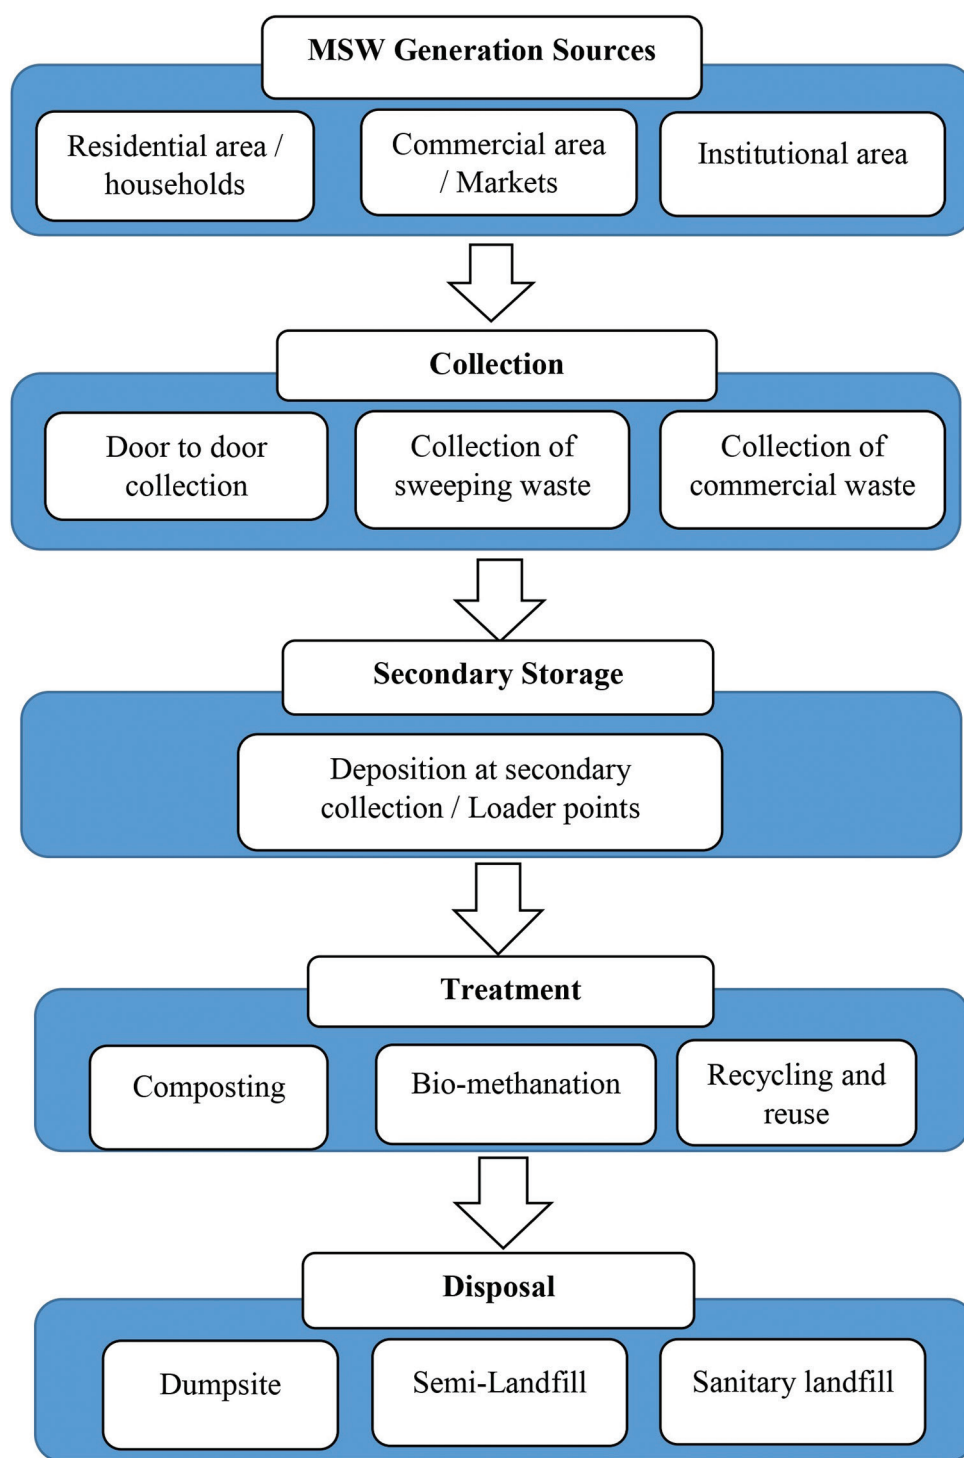 MSW Generation Sources
Residential area /
households
Commercial area
/ Markets
Institutional area
Collection
Door to door
collection
Collection of
sweeping waste
Collection of
commercial waste
Secondary Storage
Deposition at secondary
collection / Loader points
Treatment
Composting
Bio-methanation
Recycling and
reuse
Disposal
Dumpsite
Semi-Landfill
Sanitary landfill